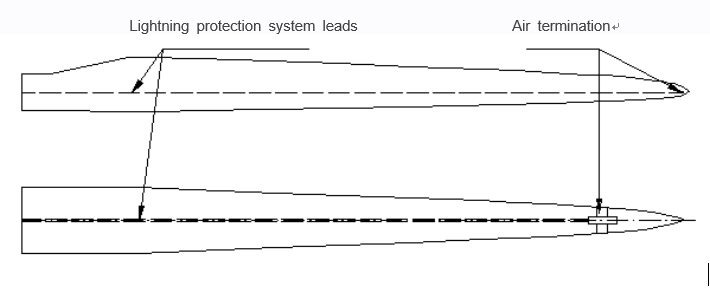 Lightning protection system leads
Air termination